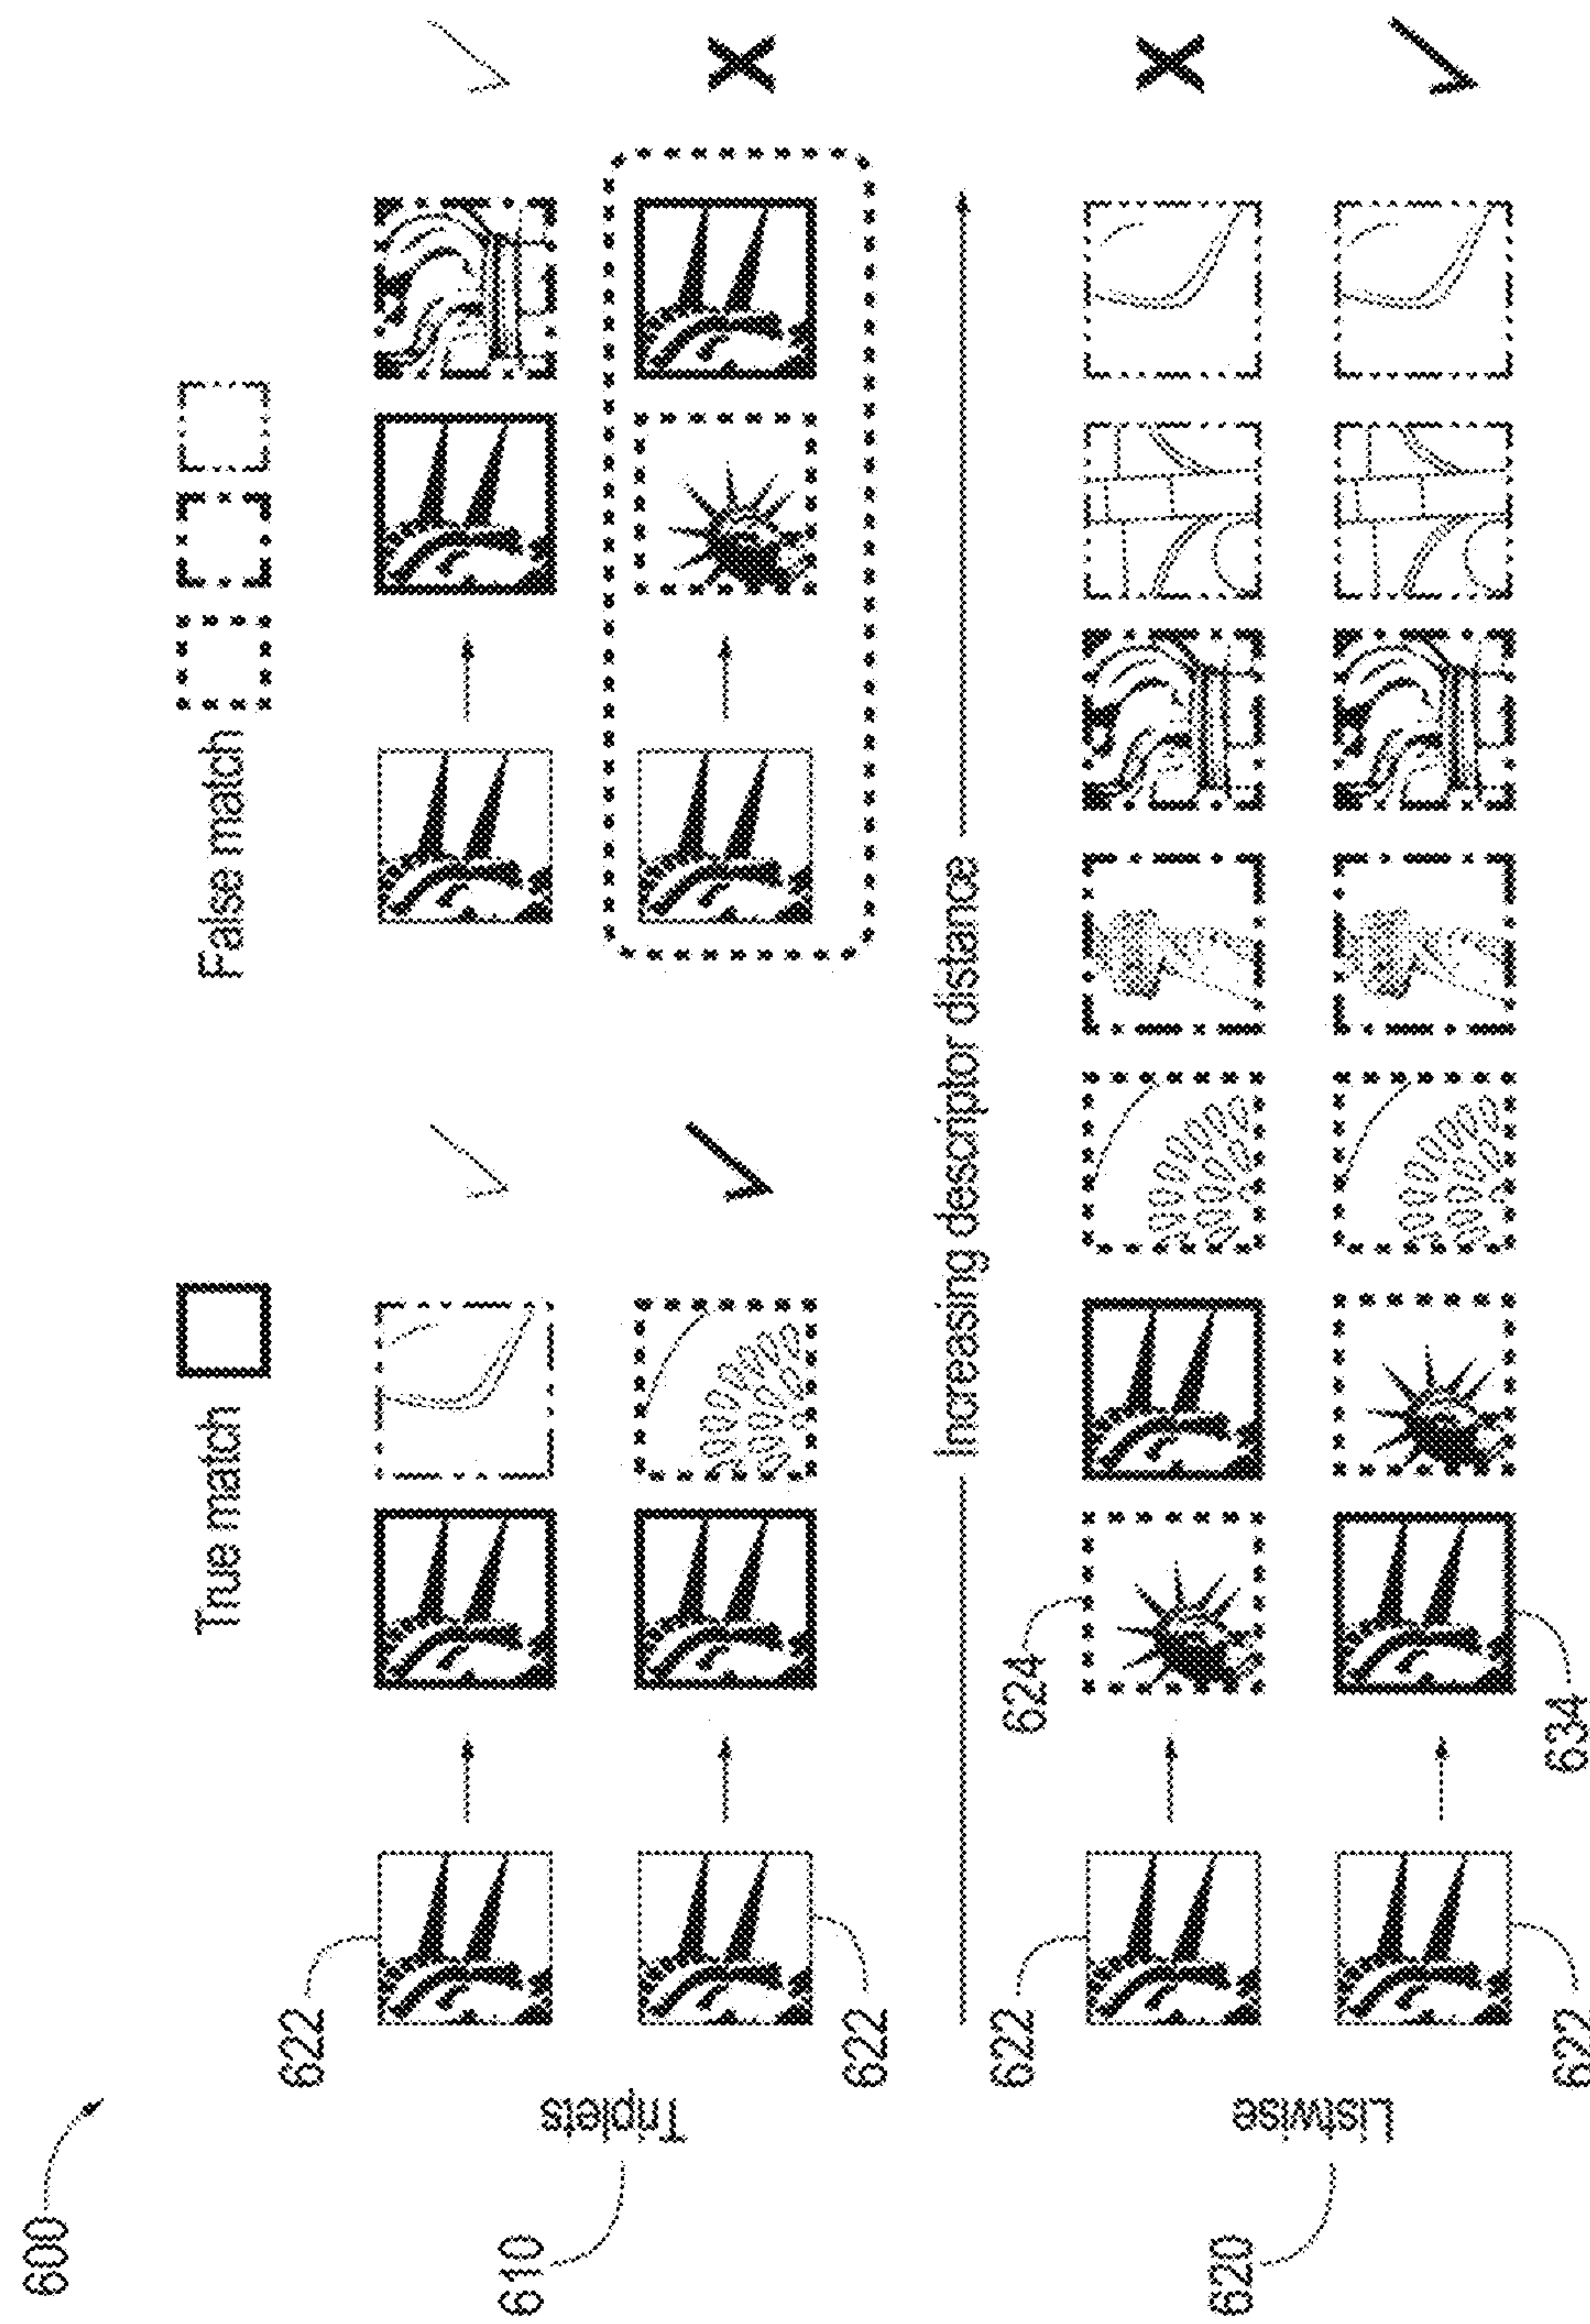 600
True match
False match
622
610
Triplets
622
Increasing descriptor distance
624
622
620
Listwise
622
634